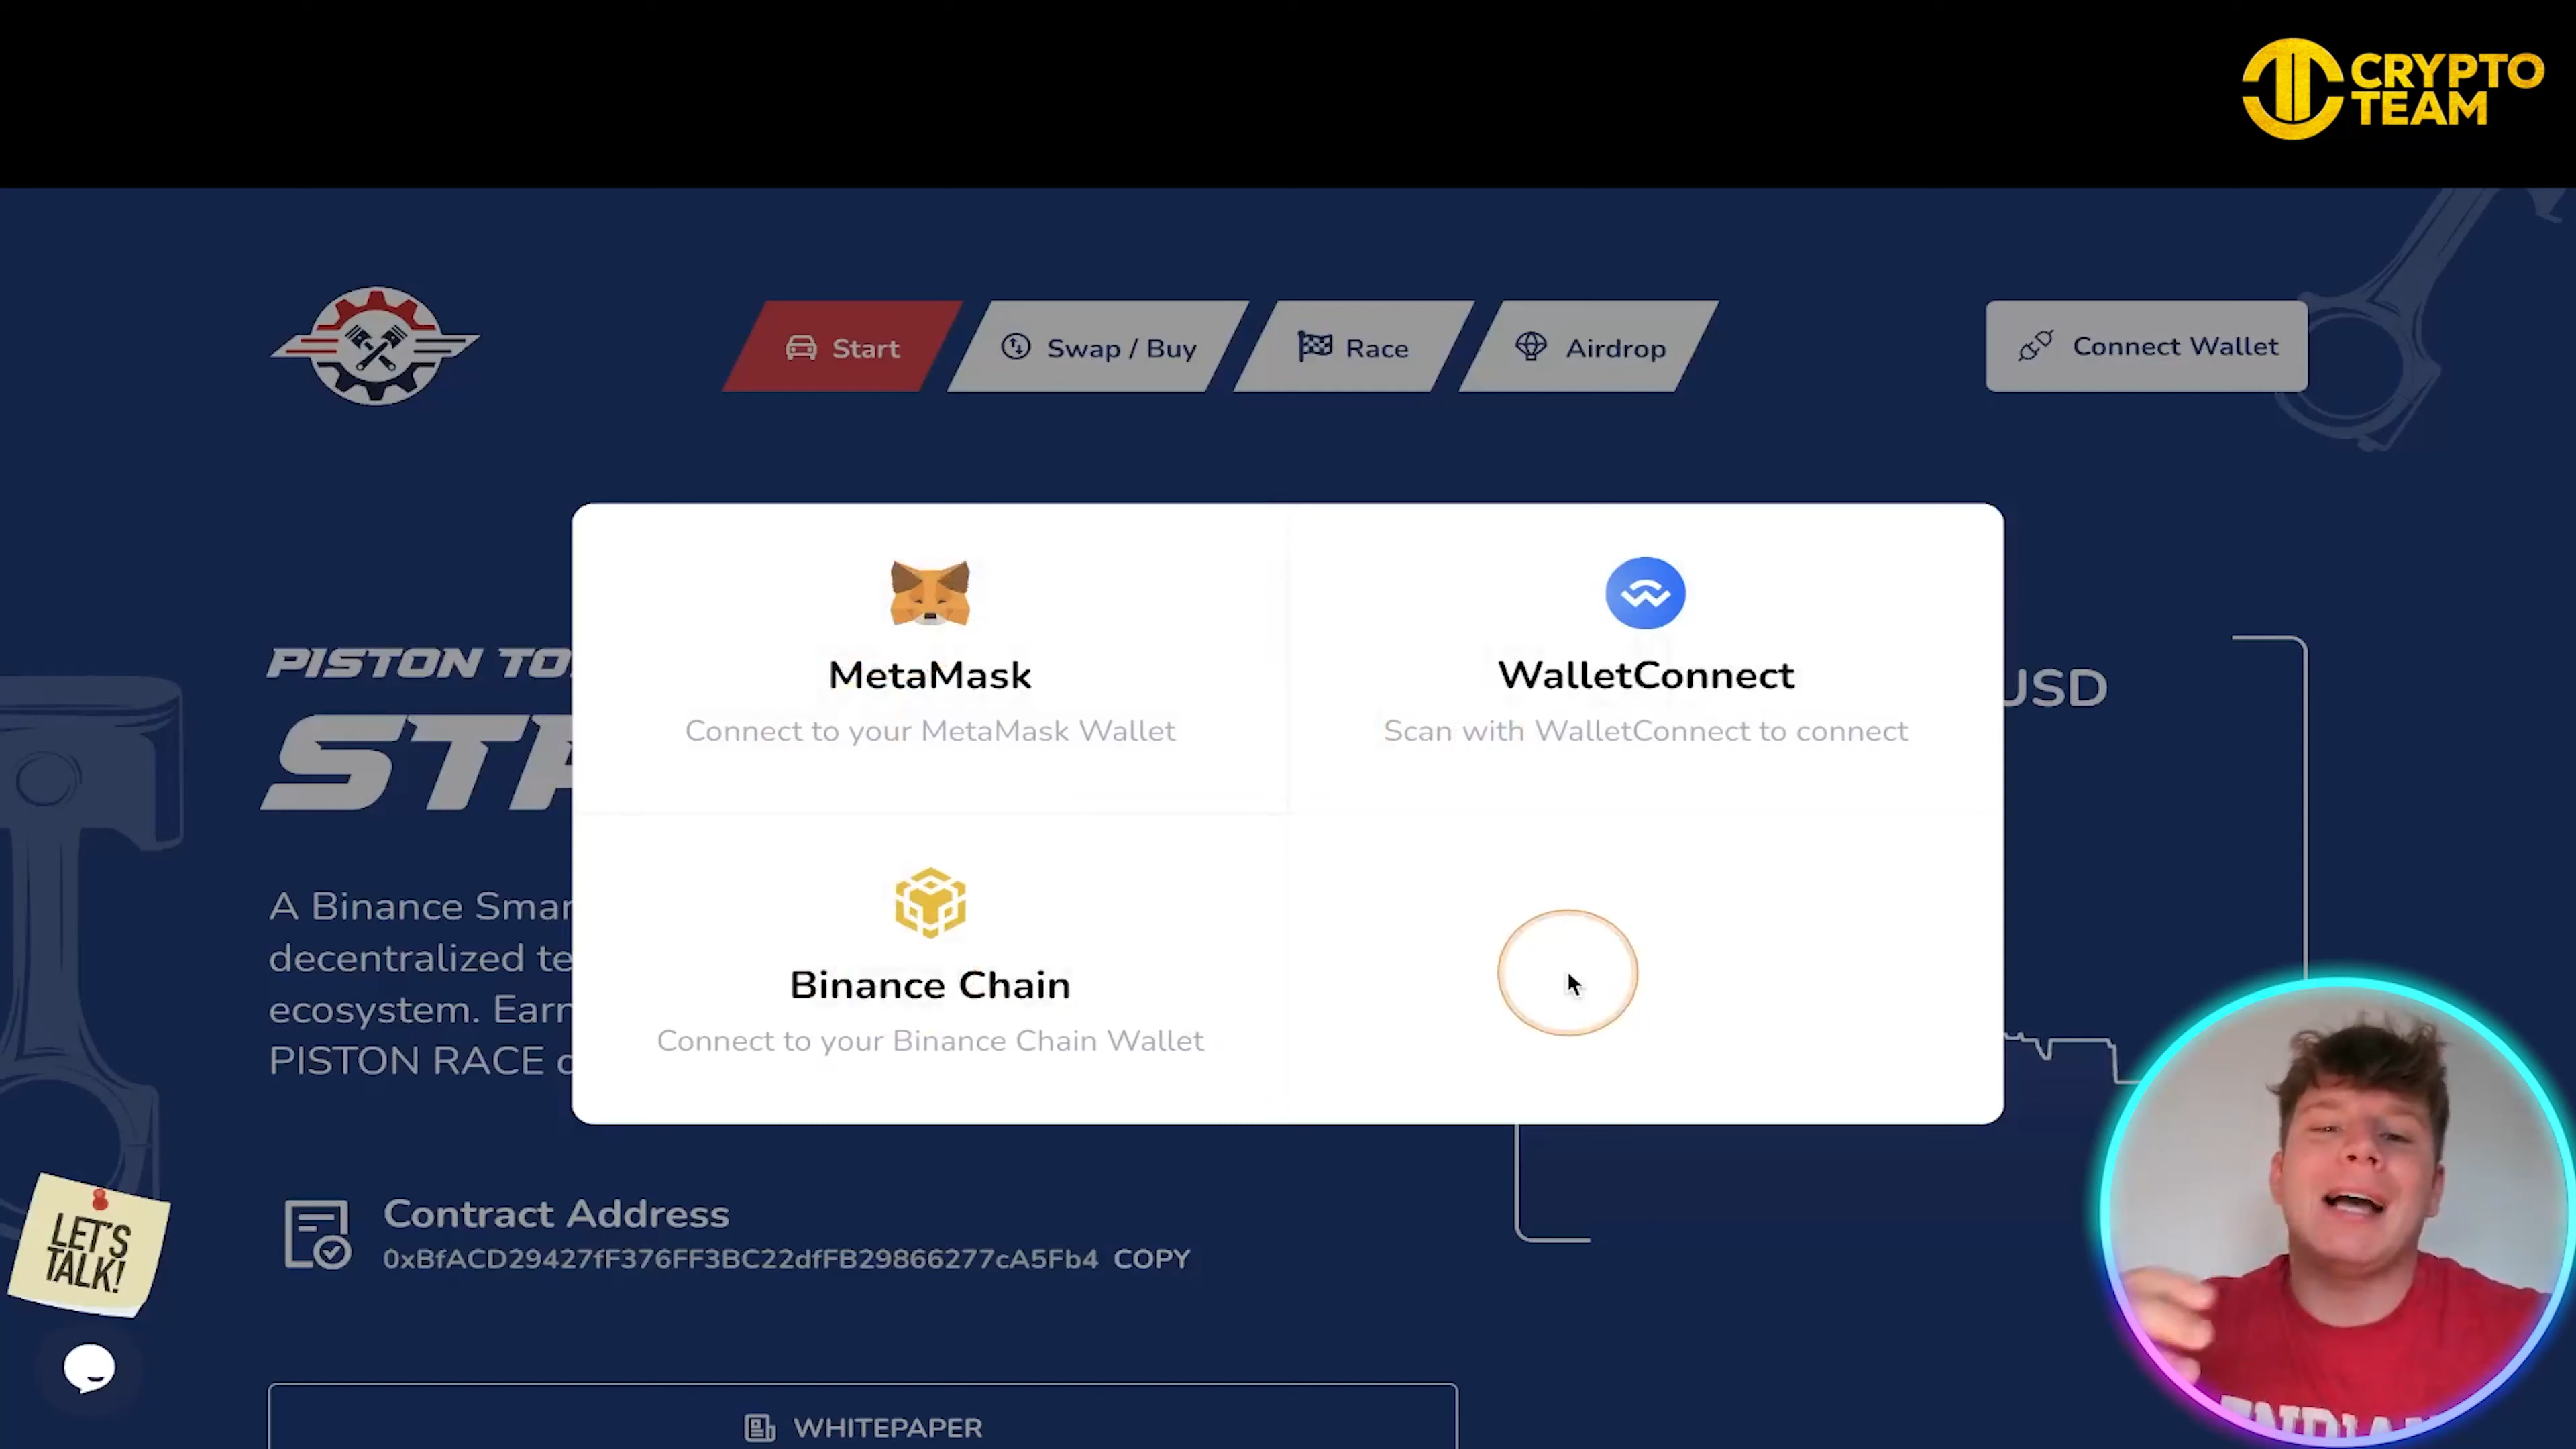 CRYPTO
TEAM
Start
Swap / Buy
Race
Airdrop
Connect Wallet
MetaMask
Connect to your MetaMask Wallet
WalletConnect
Scan with WalletConnect to connect
Binance Chain
Connect to your Binance Chain Wallet
PISTON TO
USD
A Binance Smar
decentralized te
ecosystem. Earn
PISTON RACE
Contract Address
0xBfACD29427fF376FF3BC22dfFB29866277cA5Fb4 COPY
LET'S
TALK!
WHITEPAPER